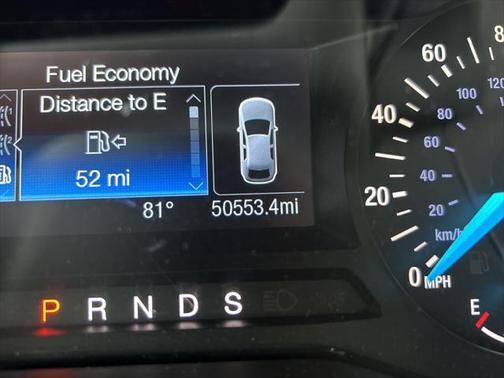 Fuel Economy
Distance to E
52 mi
81° 50553.4mi
P R N D S
0 20 40 60 8
20 40 60 80 100 120
km/h
MPH
E